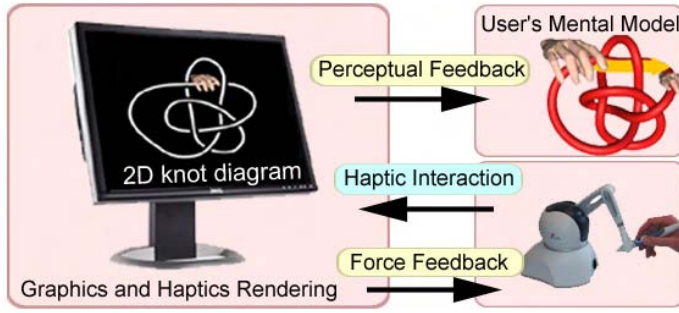 User's Mental Model
Perceptual Feedback
2D knot diagram
Haptic Interaction
Force Feedback
Graphics and Haptics Rendering